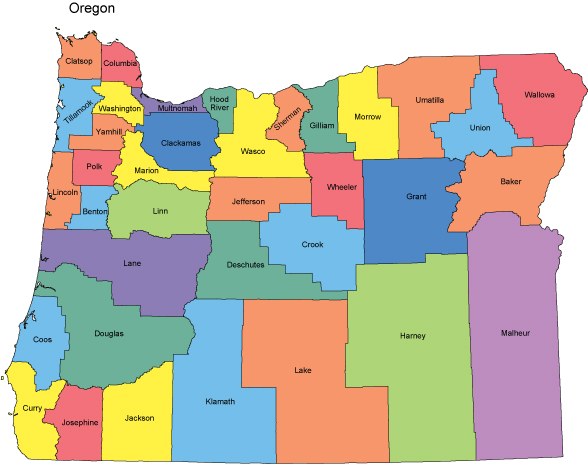 Oregon
Clatsop
Columbia
Tillamook
Washington
Multnomah
Hood
River
Sherman
Gilliam
Morrow
Umatilla
Union
Wallowa
Yamhill
Clackamas
Wasco
Polk
Marion
Wheeler
Grant
Baker
Lincoln
Benton
Linn
Jefferson
Crook
Lane
Deschutes
Coos
Douglas
Harney
Malheur
Lake
Klamath
Curry
Josephine
Jackson